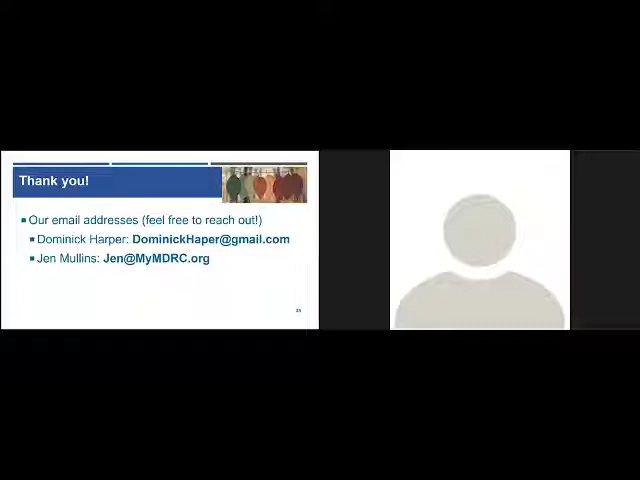 Thank you!
Our email addresses (feel free to reach out!)
Dominick Harper: DominickHaper@gmail.com
Jen Mullins: Jen@MyMDRC.org